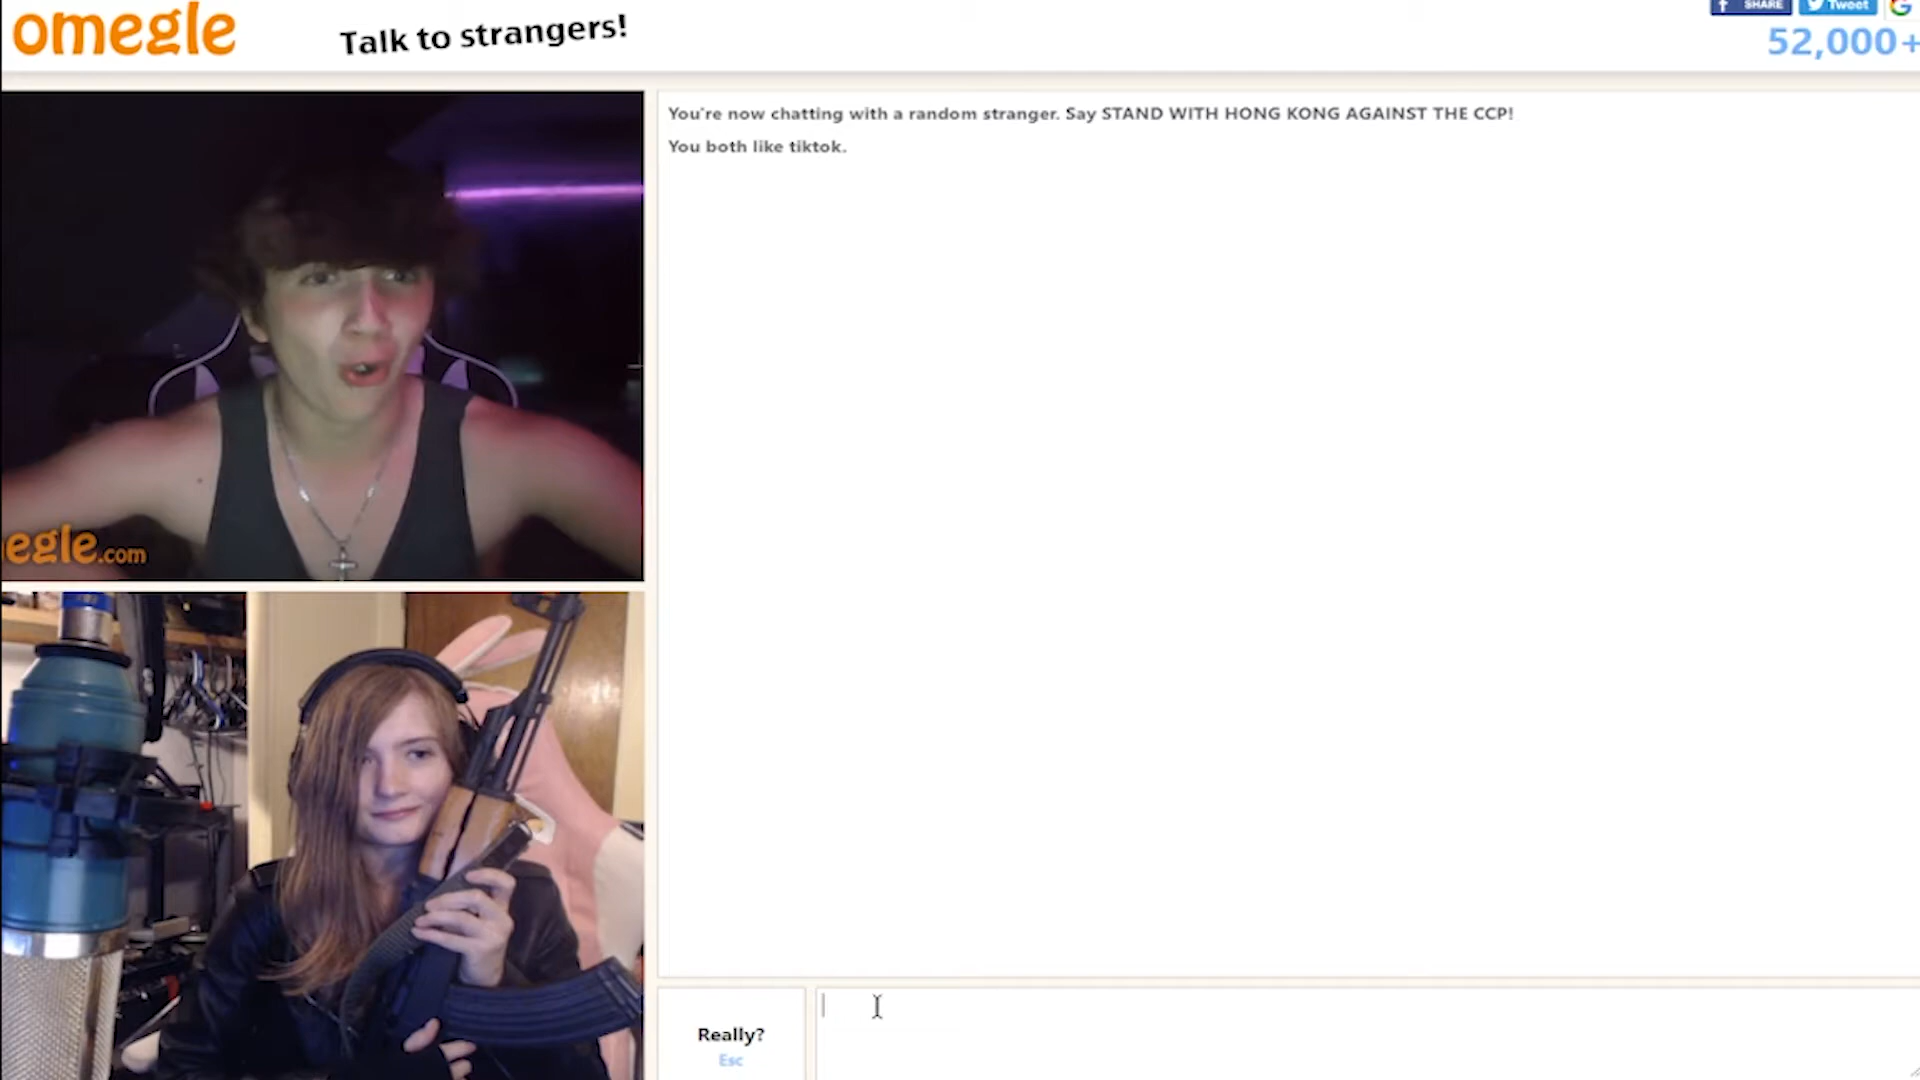 omegle
Talk to strangers!
SHARE
Tweet
G
52,000+
You're now chatting with a random stranger. Say STAND WITH HONG KONG AGAINST THE CCP!
You both like tiktok.
egle.com
Really?
Esc